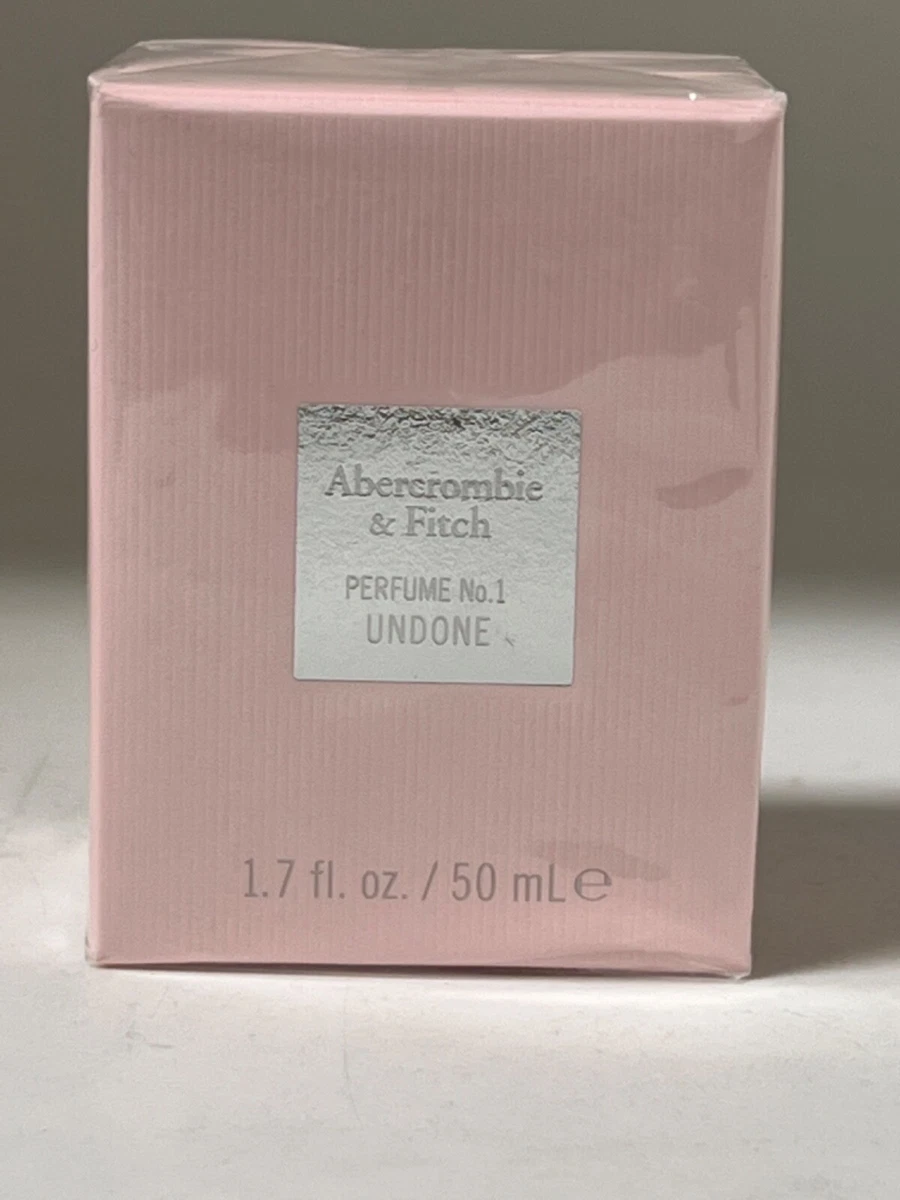 Abercrombie
& Fitch
PERFUME No.1
UNDONE
1.7 fl. oz. / 50 mL ℮